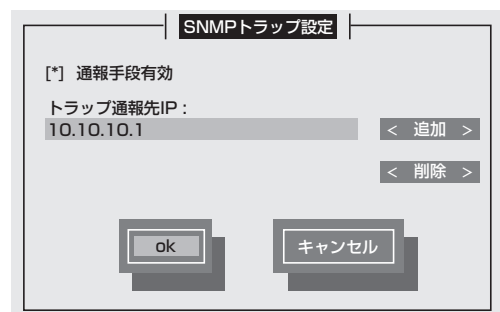 SNMPトラップ設定
[*] 通報手段有効
トラップ通報先IP :
10.10.10.1
< 追加 >
< 削除 >
ok
キャンセル